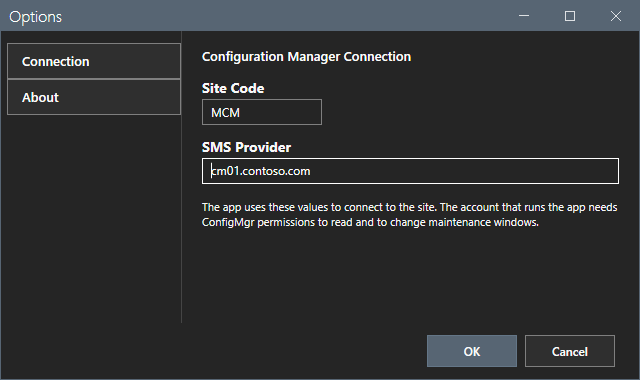 Options
Connection
About
Configuration Manager Connection
Site Code
MCM
SMS Provider
cm01.contoso.com
The app uses these values to connect to the site. The account that runs the app needs
ConfigMgr permissions to read and to change maintenance windows.
OK
Cancel